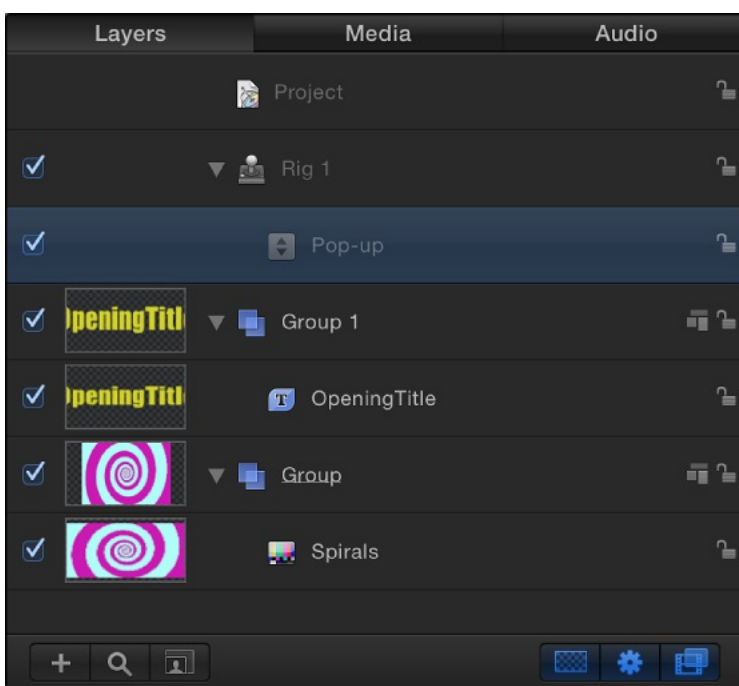 Layers Media Audio
Project
Rig 1
Pop-up
OpeningTitl
Group 1
OpeningTitl
T
OpeningTitle
Group
Spirals